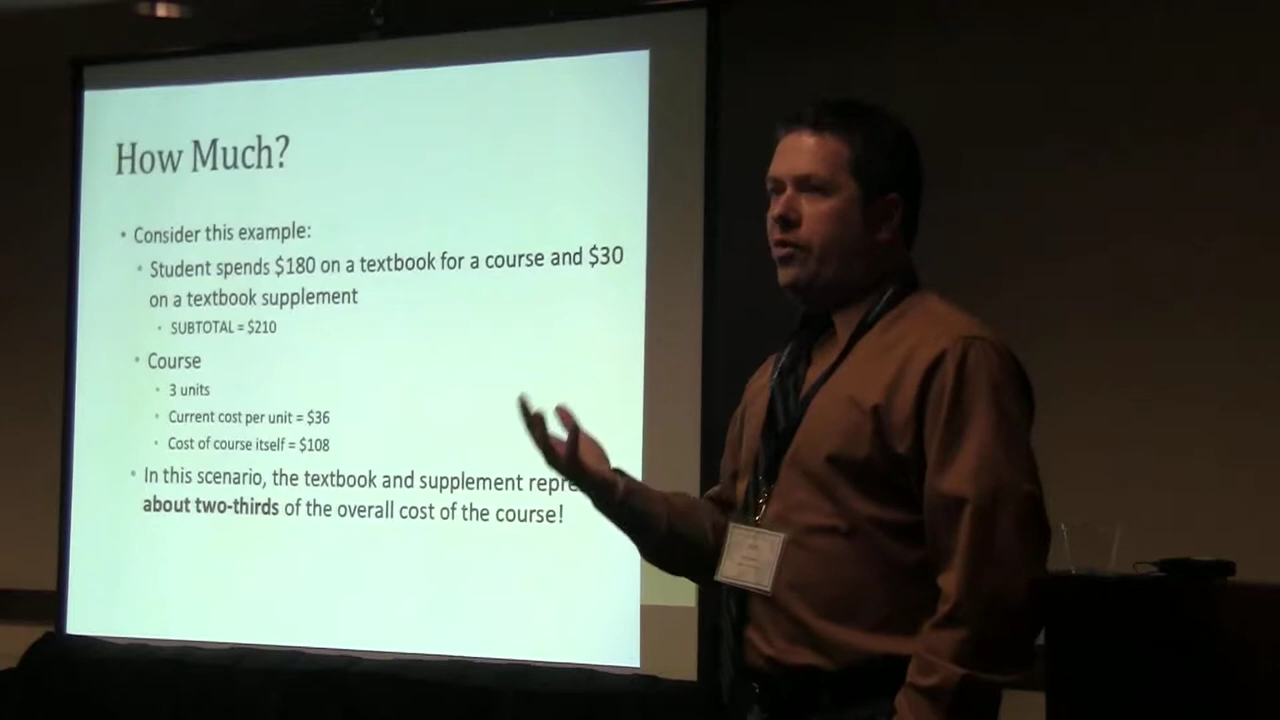 How Much?
• Consider this example:
• Student spends $180 on a textbook for a course and $30
on a textbook supplement
• SUBTOTAL = $210
• Course
• 3 units
• Current cost per unit = $36
• Cost of course itself = $108
• In this scenario, the textbook and supplement repre
about two-thirds of the overall cost of the course!